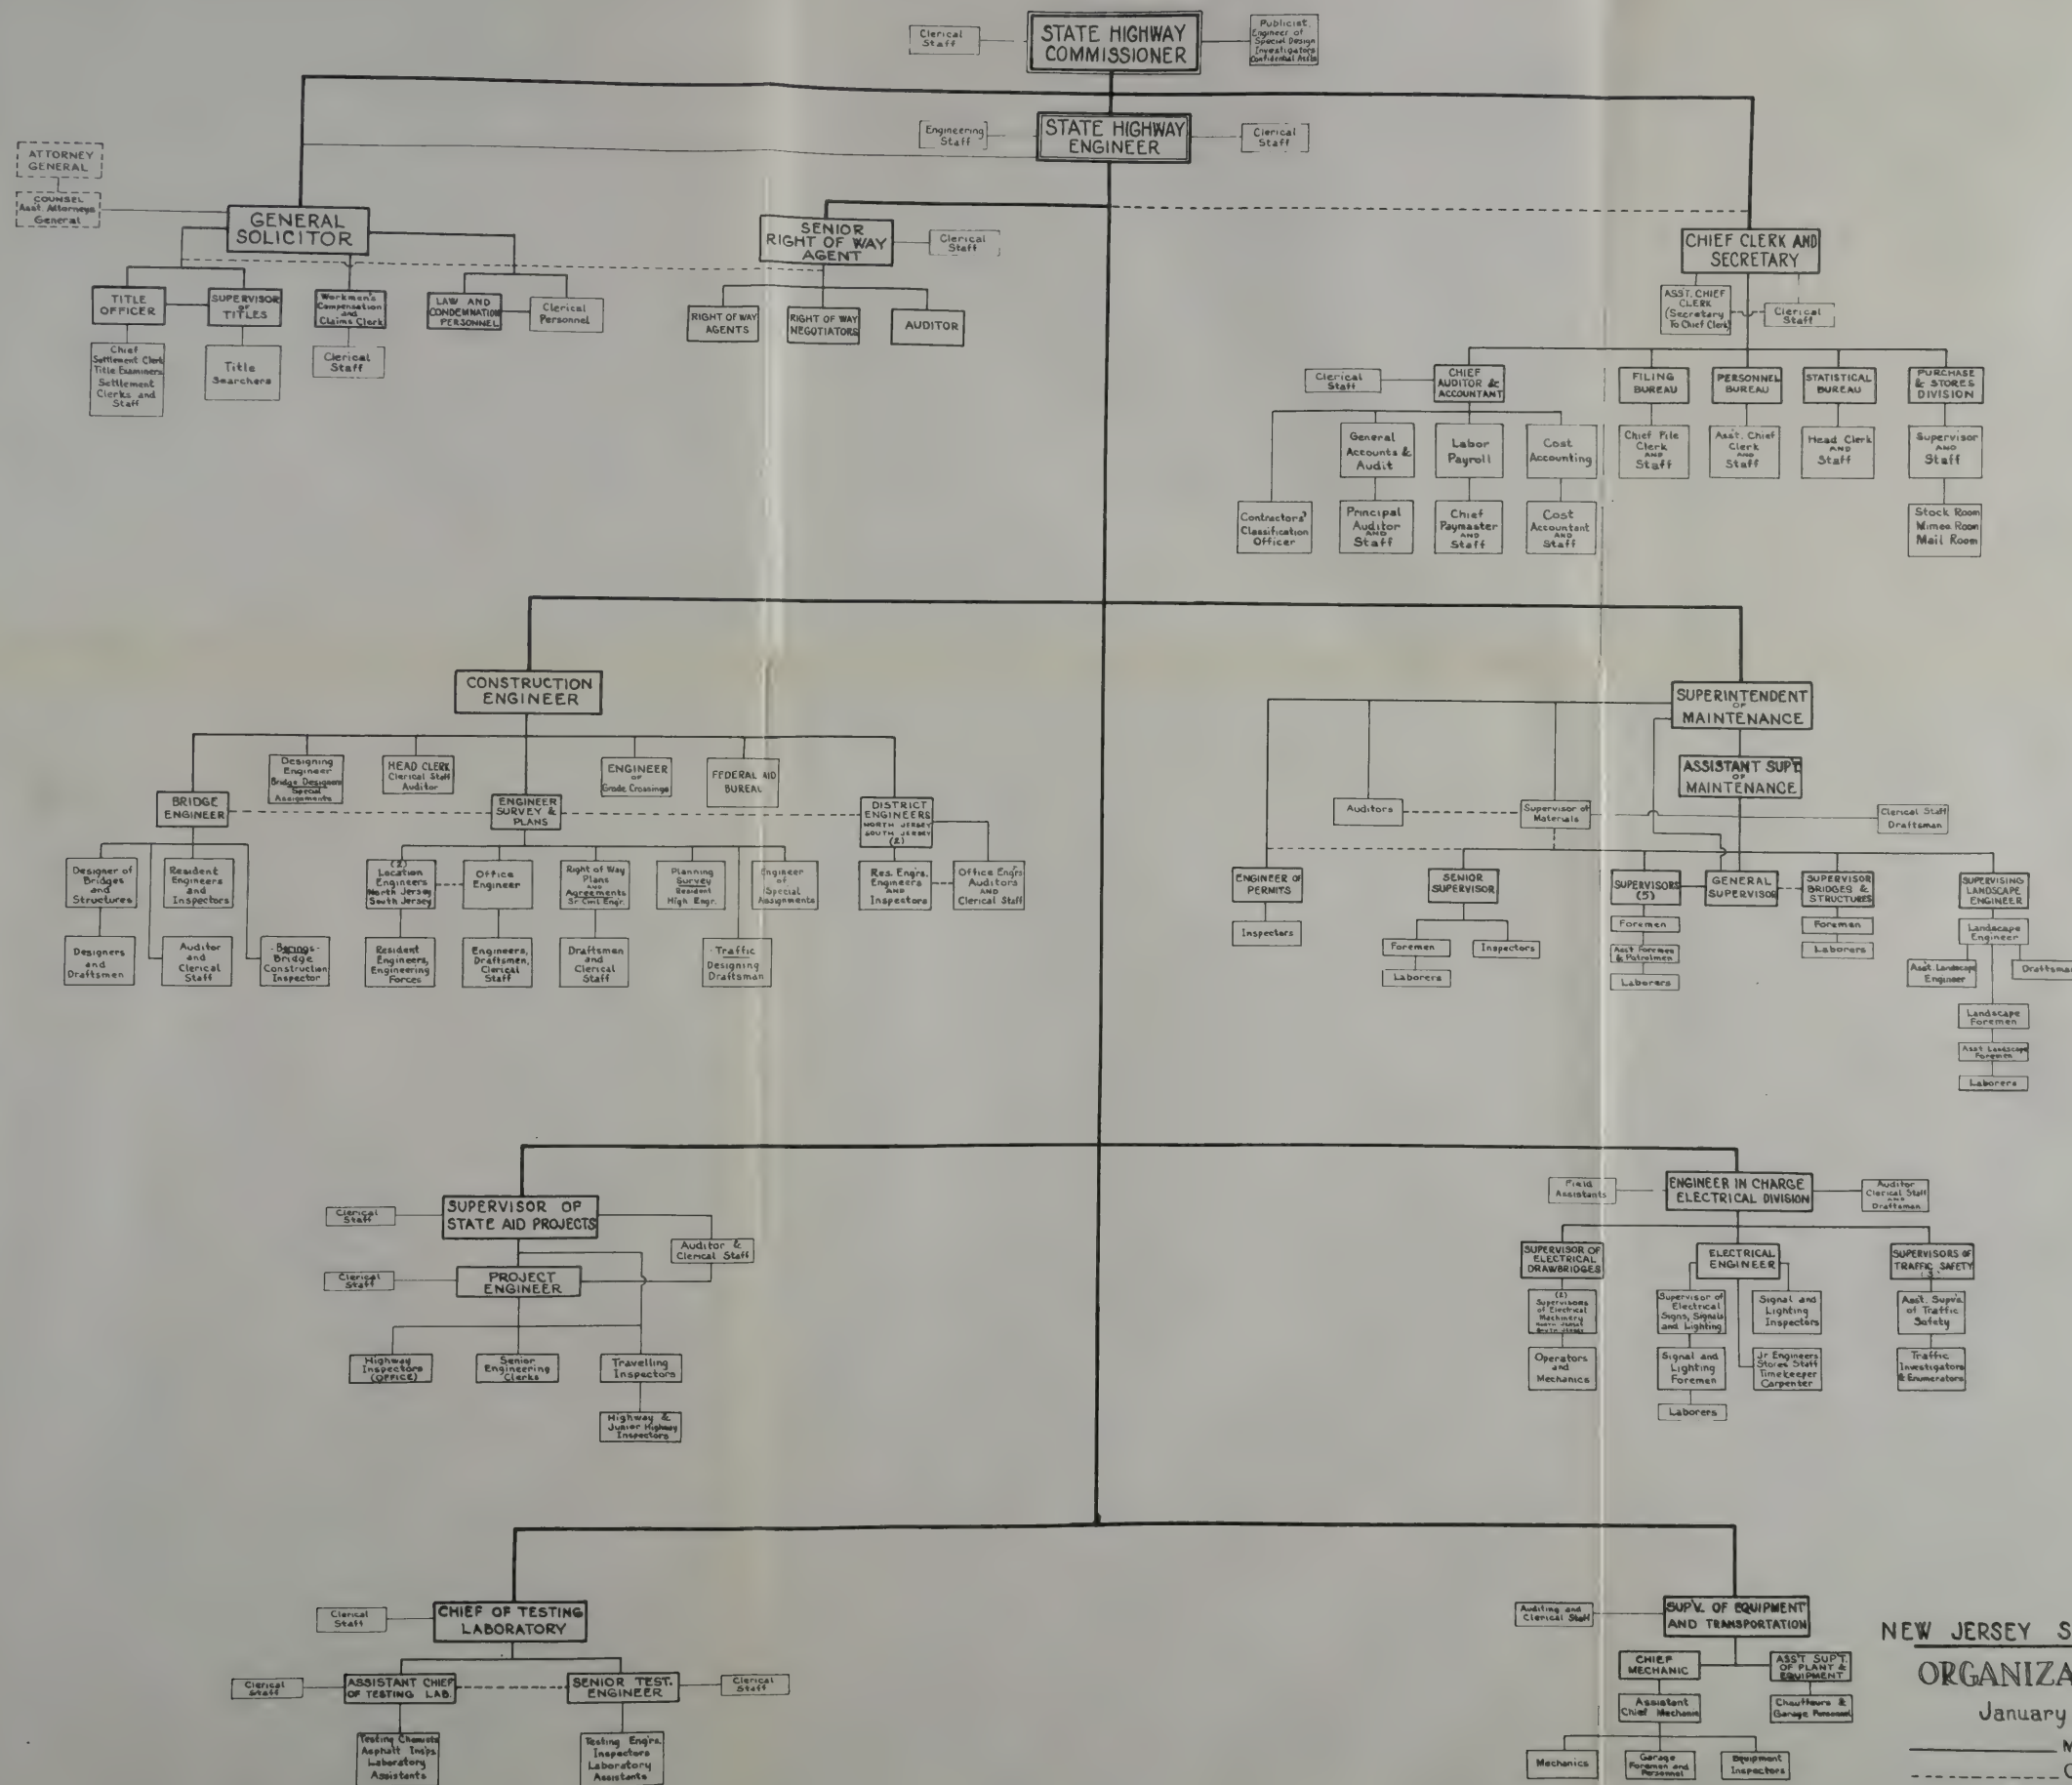 Clerical
Staff
STATE HIGHWAY
COMMISSIONER
Publicist
Engineer of
Special Design
Investigators
Confidential Assts
Engineering
Staff
STATE HIGHWAY
ENGINEER
Clerical
Staff
ATTORNEY
GENERAL
COUNSEL
Asst. Attorneys
General
GENERAL
SOLICITOR
SENIOR
RIGHT OF WAY
AGENT
Clerical
Staff
CHIEF CLERK AND
SECRETARY
TITLE
OFFICER
SUPERVISOR
OF
TITLES
Workmen's
Compensation
and
Claims Clerk
LAW AND
CONDEMNATION
PERSONNEL
Clerical
Personnel
RIGHT OF WAY
AGENTS
RIGHT OF WAY
NEGOTIATORS
AUDITOR
ASST. CHIEF
CLERK
(Secretary
To Chief Clerk)
Clerical
Staff
Chief
Settlement Clerk
Title Examiners
Settlement
Clerks and
Staff
Title
Searchers
Clerical
Staff
Clerical
Staff
CHIEF
AUDITOR &
ACCOUNTANT
FILING
BUREAU
PERSONNEL
BUREAU
STATISTICAL
BUREAU
PURCHASE
& STORES
DIVISION
General
Accounts &
Audit
Labor
Payroll
Cost
Accounting
Chief File
Clerk
AND
Staff
Asst. Chief
Clerk
AND
Staff
Head Clerk
AND
Staff
Supervisor
AND
Staff
Contractors'
Classification
Officer
Principal
Auditor
AND
Staff
Chief
Paymaster
AND
Staff
Cost
Accountant
AND
Staff
Stock Room
Mimeo Room
Mail Room
CONSTRUCTION
ENGINEER
SUPERINTENDENT
OF
MAINTENANCE
ASSISTANT SUP'T
OF
MAINTENANCE
Designing
Engineer
Bridge Designers
Special
Assignments
HEAD CLERK
Clerical Staff
Auditor
ENGINEER
OF
Grade Crossings
FEDERAL AID
BUREAU
BRIDGE
ENGINEER
ENGINEER
SURVEY &
PLANS
DISTRICT
ENGINEERS
NORTH JERSEY
SOUTH JERSEY
(2)
Auditors
Supervisor of
Materials
Clerical Staff
Draftsman
Designer of
Bridges
and
Structures
Resident
Engineers
and
Inspectors
(2)
Location
Engineers
North Jersey
South Jersey
Office
Engineer
Right of Way
Plans
AND
Agreements
Sr Civil Engr.
Planning
Survey
Resident
High Engr.
Engineer
of
Special
Assignments
Res. Engrs.
Engineers
AND
Inspectors
Office Engrs
Auditors
AND
Clerical Staff
ENGINEER OF
PERMITS
SENIOR
SUPERVISOR
SUPERVISORS
(5)
GENERAL
SUPERVISOR
SUPERVISOR
BRIDGES &
STRUCTURES
SUPERVISING
LANDSCAPE
ENGINEER
Designers
and
Draftsmen
Auditor
and
Clerical
Staff
-Borings-
Bridge
Construction
Inspector
Resident
Engineers,
Engineering
Forces
Engineers,
Draftsmen,
Clerical
Staff
Draftsmen
and
Clerical
Staff
Traffic
Designing
Draftsman
Inspectors
Foremen
Inspectors
Laborers
Foremen
Asst Foremen
& Patrolmen
Laborers
Foremen
Laborers
Landscape
Engineer
Asst. Landscape
Engineer
Draftsman
Landscape
Foremen
Asst Landscape
Foremen
Laborers
Clerical
Staff
SUPERVISOR OF
STATE AID PROJECTS
Auditor &
Clerical Staff
Clerical
Staff
PROJECT
ENGINEER
Highway
Inspectors
(OFFICE)
Senior
Engineering
Clerks
Travelling
Inspectors
Highway &
Junior Highway
Inspectors
Field
Assistants
ENGINEER IN CHARGE
ELECTRICAL DIVISION
Auditor
Clerical Staff
AND
Draftsman
SUPERVISOR OF
ELECTRICAL
DRAWBRIDGES
ELECTRICAL
ENGINEER
SUPERVISORS OF
TRAFFIC SAFETY
(3)
(2)
Supervisors
of Electrical
Machinery
NORTH JERSEY
SOUTH JERSEY
Supervisor of
Electrical
Signs, Signals
and Lighting
Signal and
Lighting
Inspectors
Asst. Supvs.
of Traffic
Safety
Operators
and
Mechanics
Signal and
Lighting
Foremen
Jr Engineers
Stores Staff
Timekeeper
Carpenter
Traffic
Investigators
& Enumerators
Laborers
Clerical
Staff
CHIEF OF TESTING
LABORATORY
Clerical
Staff
ASSISTANT CHIEF
OF TESTING LAB.
SENIOR TEST.
ENGINEER
Clerical
Staff
Testing Chemists
Asphalt Insps
Laboratory
Assistants
Testing Engrs.
Inspectors
Laboratory
Assistants
Auditing and
Clerical Staff
SUP'V. OF EQUIPMENT
AND TRANSPORTATION
CHIEF
MECHANIC
ASS'T SUP'T.
OF PLANT &
EQUIPMENT
Assistant
Chief Mechanic
Chauffeurs &
Garage Personnel
Mechanics
Garage
Foremen and
Personnel
Equipment
Inspectors
NEW JERSEY S
ORGANIZA
January